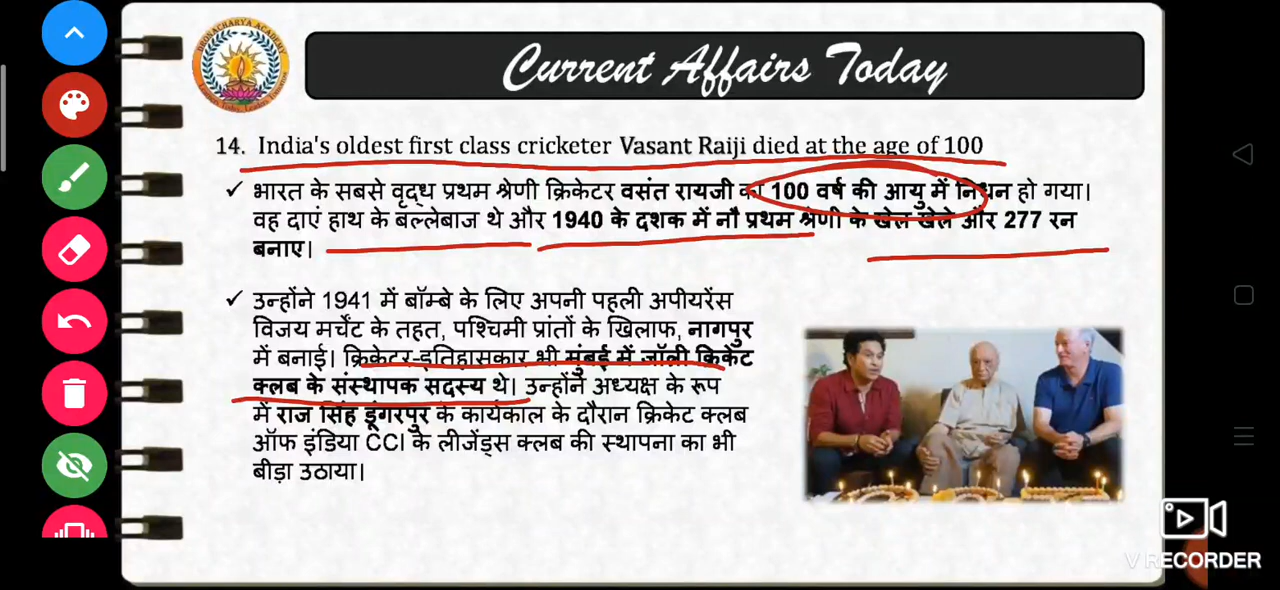 DRONACHARYA ACADEMY
Current Affairs Today
14. India's oldest first class cricketer Vasant Raiji died at the age of 100
✓ भारत के सबसे वृद्ध प्रथम श्रेणी क्रिकेटर वसंत रायजी का 100 वर्ष की आयु में निधन हो गया।
वह दाएं हाथ के बल्लेबाज थे और 1940 के दशक में नौ प्रथम श्रेणी के खेल खेले और 277 रन
बनाए।
✓ उन्होंने 1941 में बॉम्बे के लिए अपनी पहली अपीयरेंस
विजय मर्चेंट के तहत, पश्चिमी प्रांतों के खिलाफ, नागपुर
में बनाई। क्रिकेटर-इतिहासकार भी मुंबई में जॉली क्रिकेट
क्लब के संस्थापक सदस्य थे। उन्होंने अध्यक्ष के रूप
में राज सिंह डूंगरपुर के कार्यकाल के दौरान क्रिकेट क्लब
ऑफ इंडिया CCI के लीजेंड्स क्लब की स्थापना का भी
बीड़ा उठाया।
V RECORDER